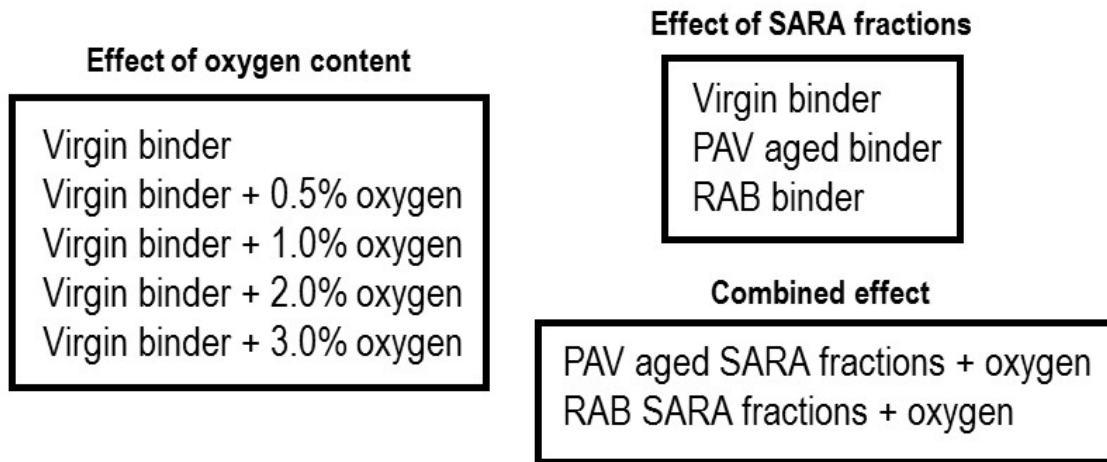 Effect of oxygen content
Virgin binder
Virgin binder + 0.5% oxygen
Virgin binder + 1.0% oxygen
Virgin binder + 2.0% oxygen
Virgin binder + 3.0% oxygen
Effect of SARA fractions
Virgin binder
PAV aged binder
RAB binder
Combined effect
PAV aged SARA fractions + oxygen
RAB SARA fractions + oxygen